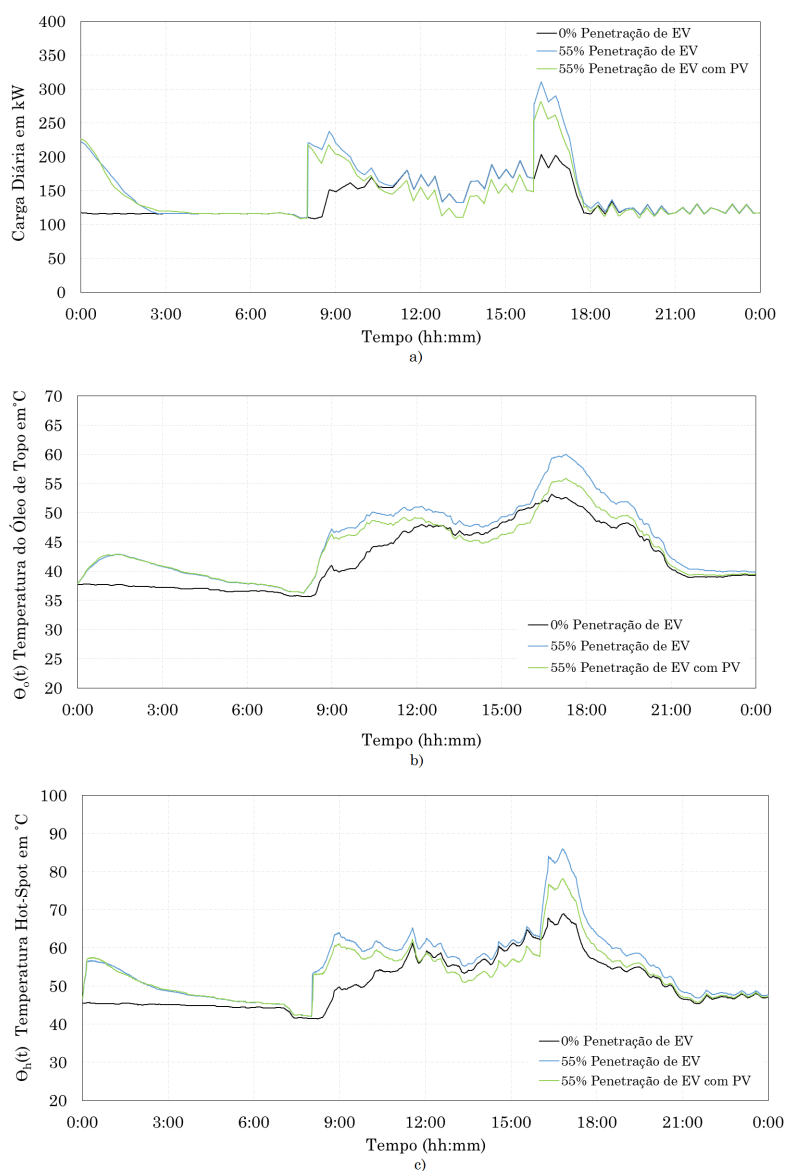 400
350
300
250
200
150
100
50
0
Carga Diária em kW
0% Penetração de EV
55% Penetração de EV
55% Penetração de EV com PV
0:00 3:00 6:00 9:00 12:00 15:00 18:00 21:00 0:00
Tempo (hh:mm)
a)
70
65
60
55
50
45
40
35
30
25
20
Ɵo(t) Temperatura do Óleo de Topo em˚C
0% Penetração de EV
55% Penetração de EV
55% Penetração de EV com PV
0:00 3:00 6:00 9:00 12:00 15:00 18:00 21:00 0:00
Tempo (hh:mm)
b)
100
90
80
70
60
50
40
30
20
Ɵh(t) Temperatura Hot-Spot em ˚C
0% Penetração de EV
55% Penetração de EV
55% Penetração de EV com PV
0:00 3:00 6:00 9:00 12:00 15:00 18:00 21:00 0:00
Tempo (hh:mm)
c)